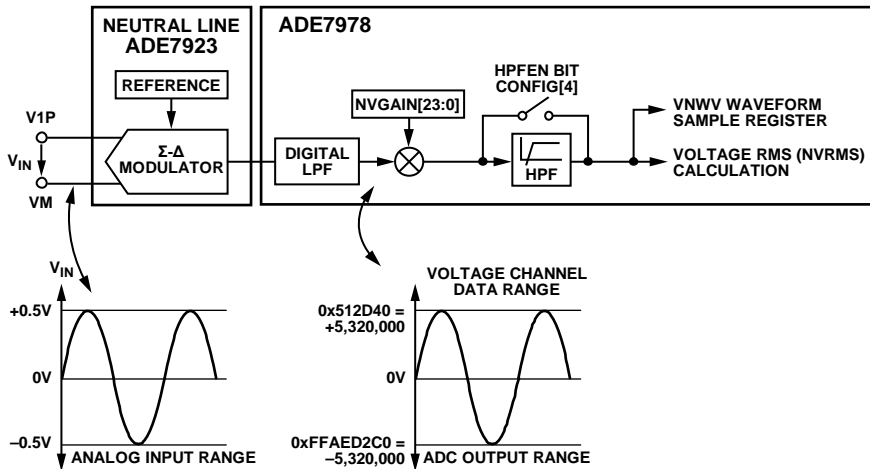 NEUTRAL LINE
ADE7923
ADE7978
REFERENCE
NVGAIN[23:0]
HPFEN BIT
CONFIG[4]
VNWV WAVEFORM
SAMPLE REGISTER
V1P
VIN
VM
Σ-Δ
MODULATOR
DIGITAL
LPF
HPF
VOLTAGE RMS (NVRMS)
CALCULATION
VIN
+0.5V
0V
–0.5V
ANALOG INPUT RANGE
VOLTAGE CHANNEL
DATA RANGE
0x512D40 =
+5,320,000
0V
0xFFAED2C0 =
–5,320,000
ADC OUTPUT RANGE